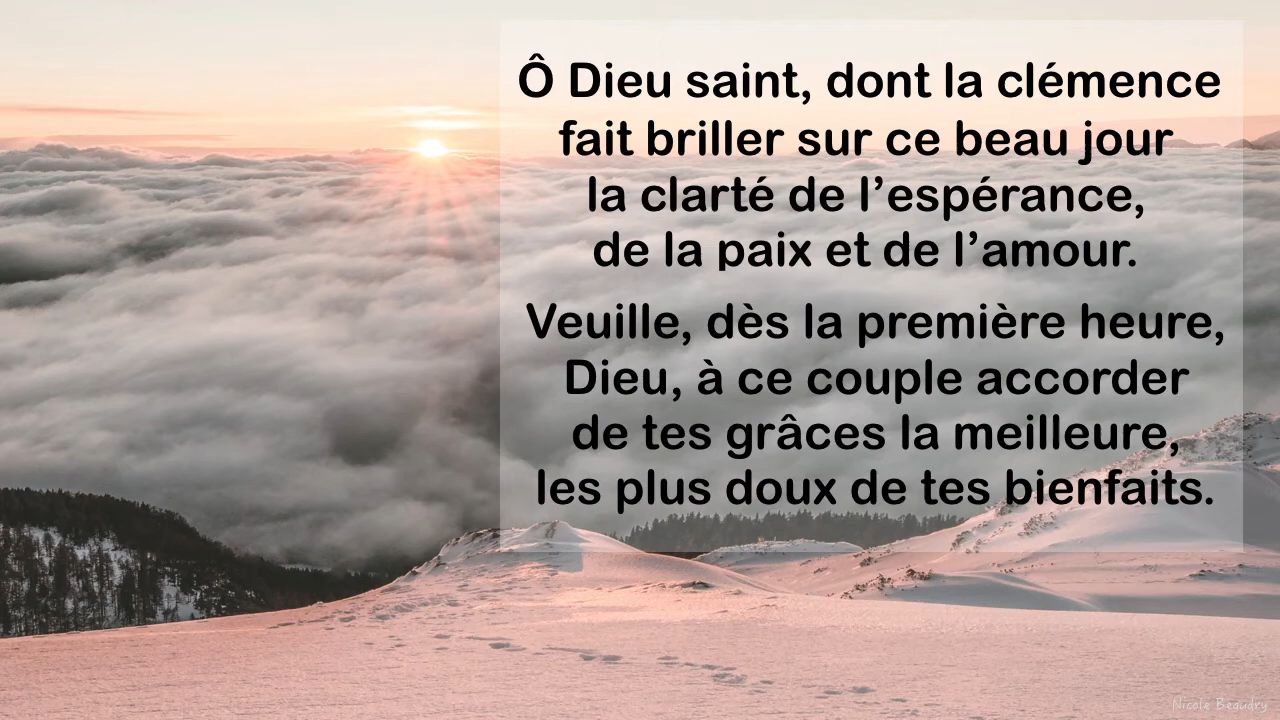 Ô Dieu saint, dont la clémence
fait briller sur ce beau jour
la clarté de l’espérance,
de la paix et de l’amour.
Veuille, dès la première heure,
Dieu, à ce couple accorder
de tes grâces la meilleure,
les plus doux de tes bienfaits.
Nicole Beaudry